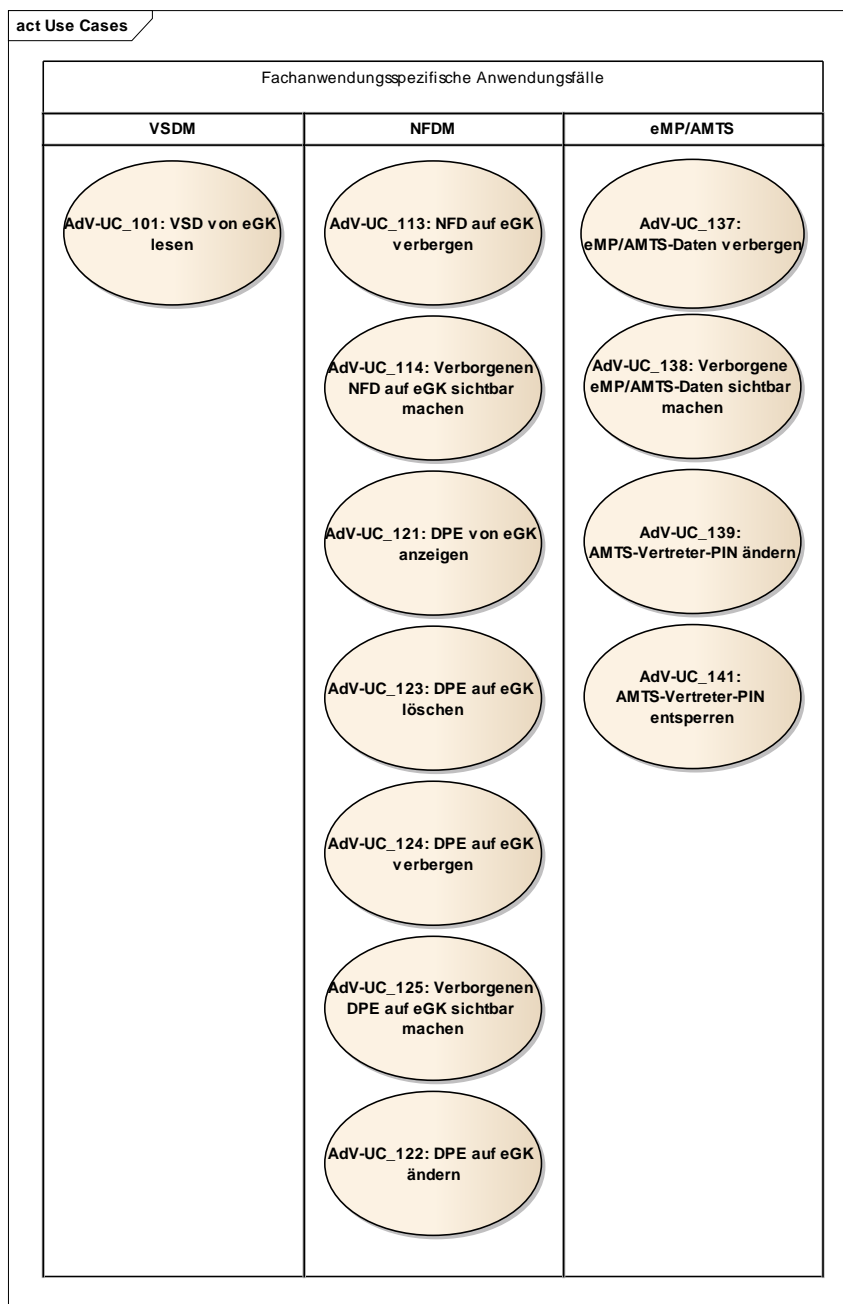 act Use Cases
Fachanwendungsspezifische Anwendungsfälle
VSDM
NFDM
eMP/AMTS
AdV-UC_101: VSD von eGK
lesen
AdV-UC_113: NFD auf eGK
verbergen
AdV-UC_114: Verborgenen
NFD auf eGK sichtbar
machen
AdV-UC_121: DPE von eGK
anzeigen
AdV-UC_123: DPE auf eGK
löschen
AdV-UC_124: DPE auf eGK
verbergen
AdV-UC_125: Verborgenen
DPE auf eGK sichtbar
machen
AdV-UC_122: DPE auf eGK
ändern
AdV-UC_137:
eMP/AMTS-Daten verbergen
AdV-UC_138: Verborgene
eMP/AMTS-Daten sichtbar
machen
AdV-UC_139:
AMTS-Vertreter-PIN ändern
AdV-UC_141:
AMTS-Vertreter-PIN
entsperren